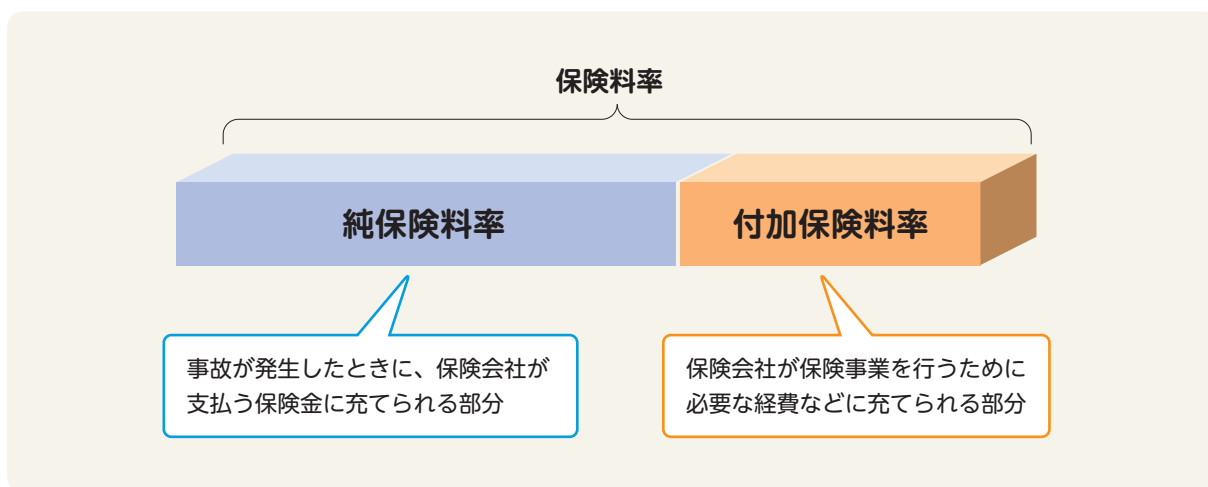 保険料率
純保険料率
付加保険料率
事故が発生したときに、保険会社が
支払う保険金に充てられる部分
保険会社が保険事業を行うために
必要な経費などに充てられる部分